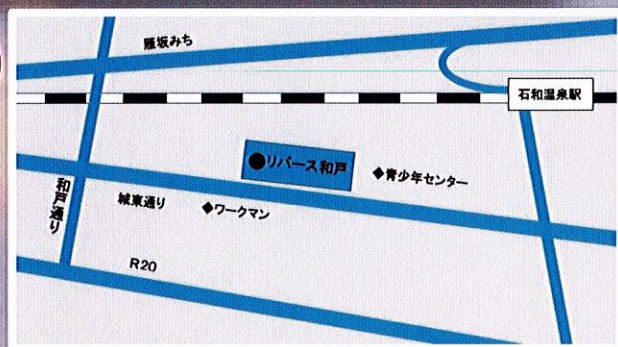 雁坂みち
石和温泉駅
●リバース和戸
◆青少年センター
和戸通り
城東通り
◆ワークマン
R20